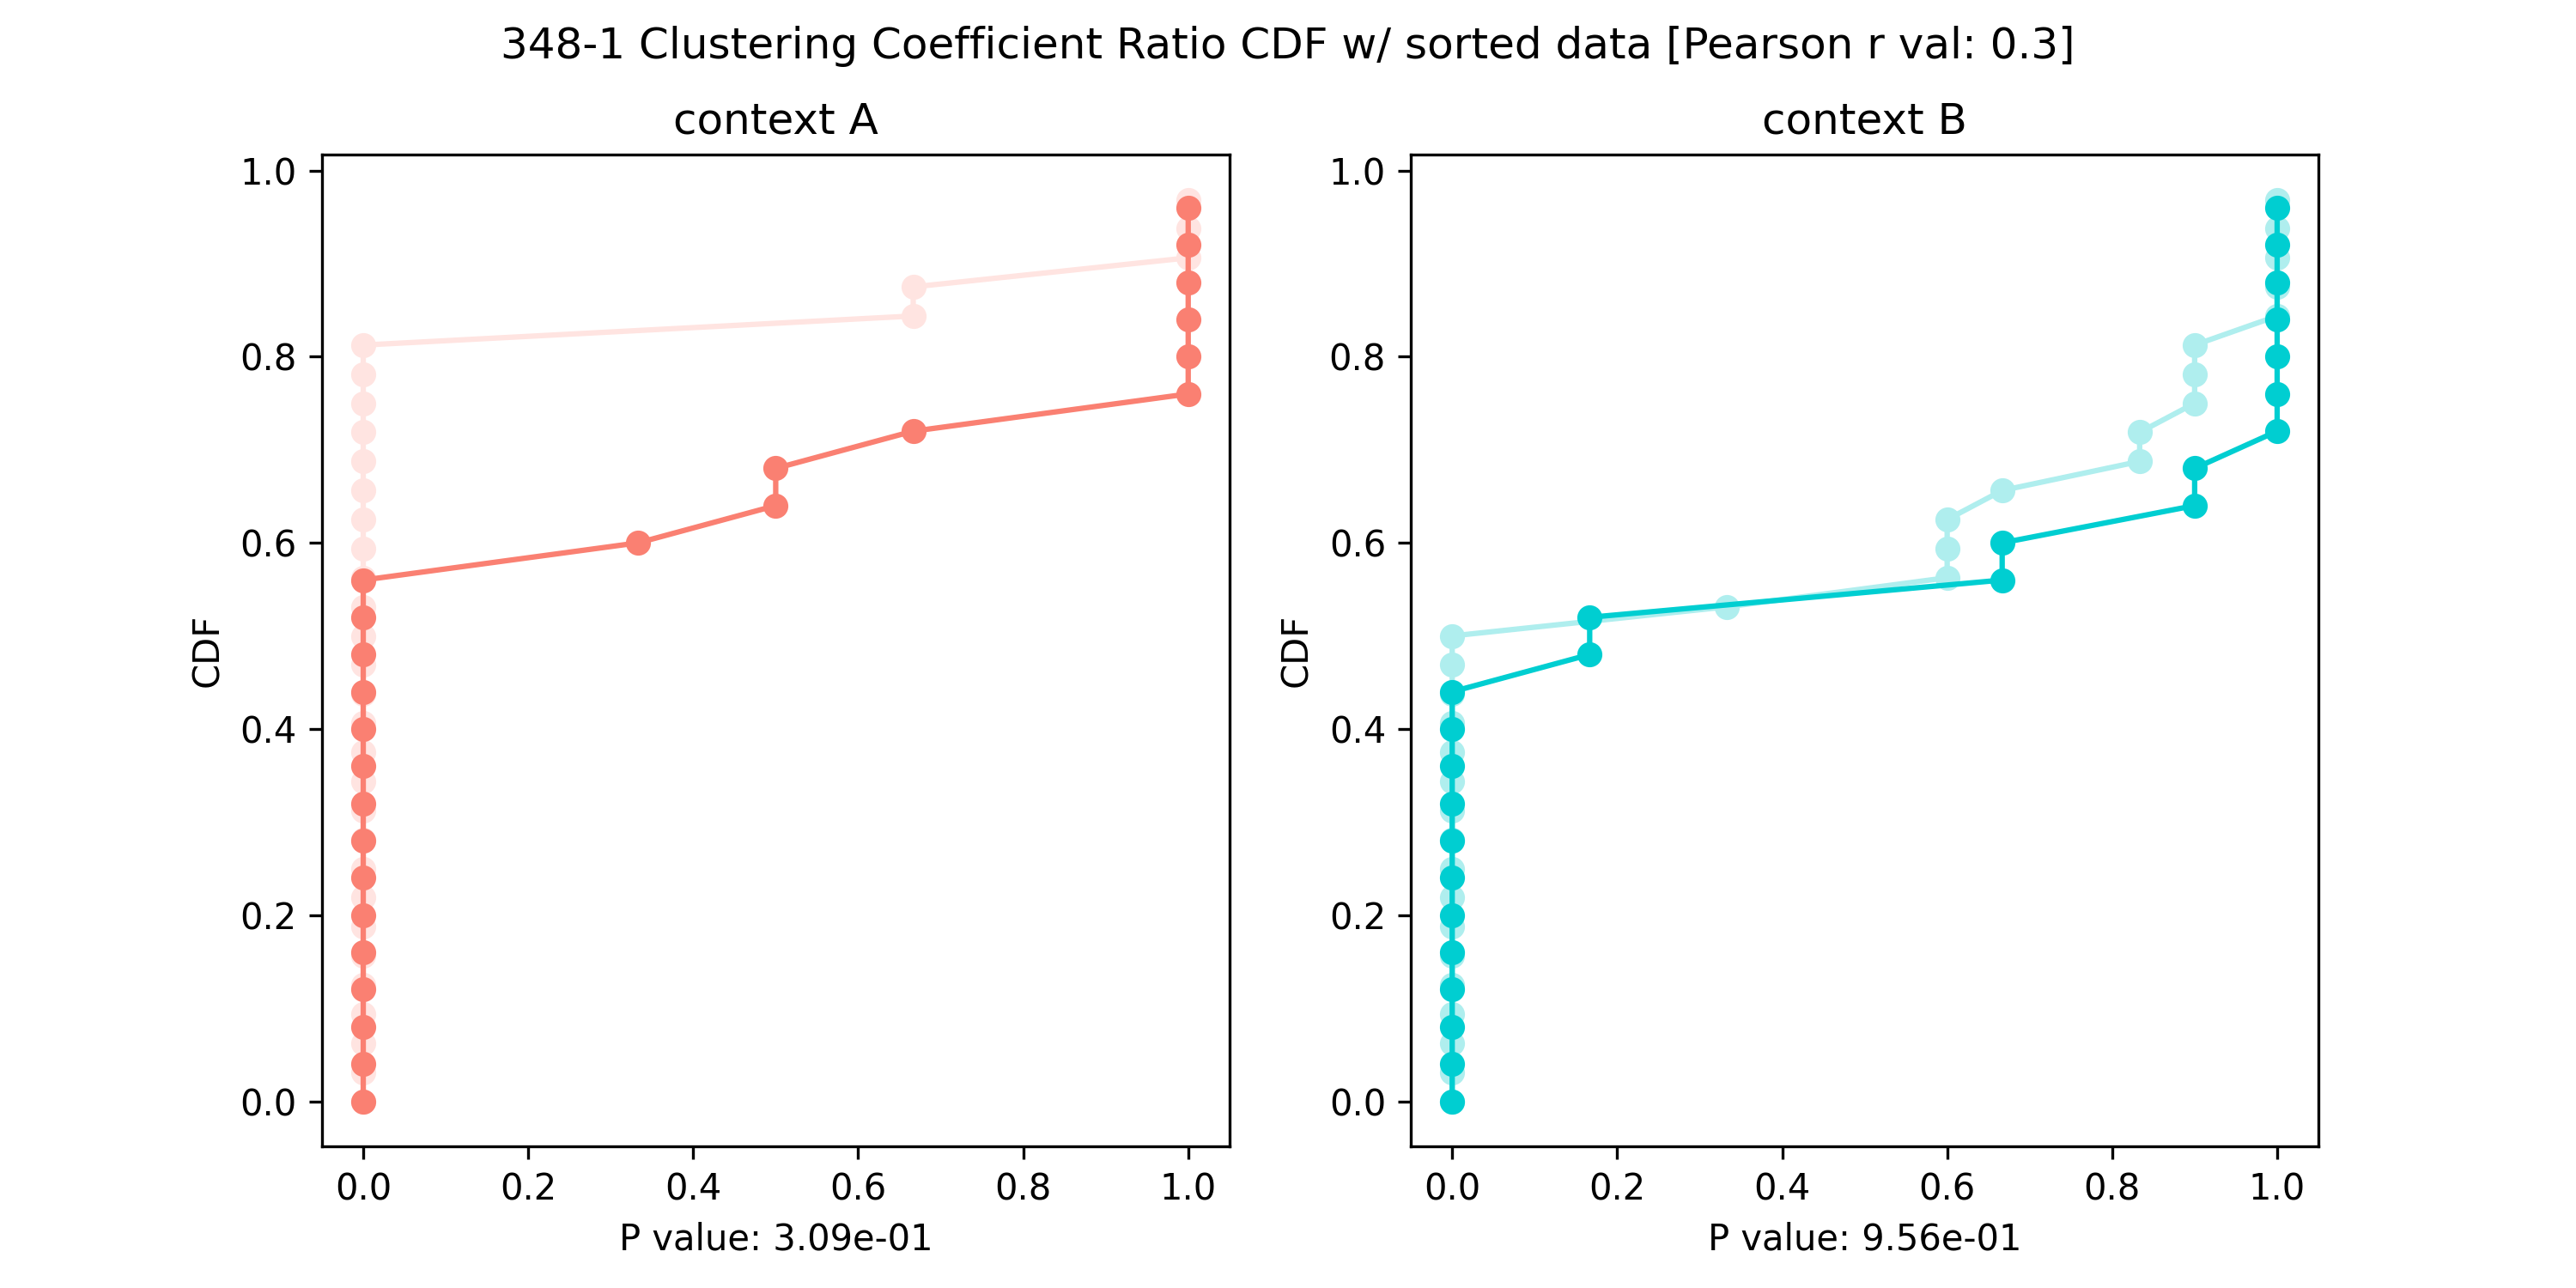 348-1 Clustering Coefficient Ratio CDF w/ sorted data [Pearson r val: 0.3]
context A
1.0
0.8
0.6
0.4
0.2
0.0
CDF
0.0 0.2 0.4 0.6 0.8 1.0
P value: 3.09e-01
context B
1.0
0.8
0.6
0.4
0.2
0.0
CDF
0.0 0.2 0.4 0.6 0.8 1.0
P value: 9.56e-01